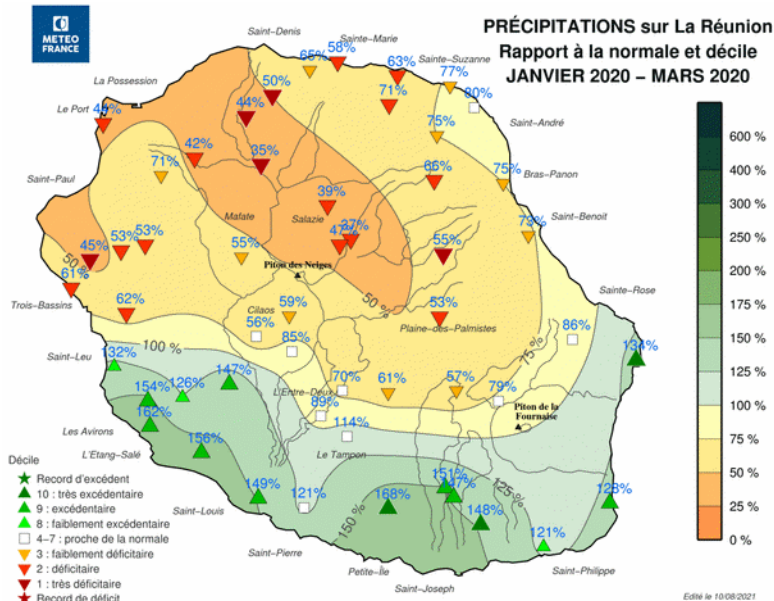 METEO
FRANCE
PRÉCIPITATIONS sur La Réunion
Rapport à la normale et décile
JANVIER 2020 – MARS 2020
Saint-Denis
Sainte-Marie
Sainte-Suzanne
La Possession
Le Port
Saint-André
Saint-Paul
Bras-Panon
Saint-Benoit
Mafate
Salazie
Piton des Neiges
Trois-Bassins
Cilaos
Plaine-des-Palmistes
Sainte-Rose
Saint-Leu
L'Entre-Deux
Piton de la
Fournaise
Les Avirons
L'Etang-Salé
Le Tampon
Saint-Louis
Saint-Pierre
Petite-Île
Saint-Joseph
Saint-Philippe
65%
58%
63%
77%
80%
50%
44%
71%
75%
42%
35%
71%
66%
75%
39%
73%
47%
37%
53%
53%
45%
55%
55%
61%
62%
59%
56%
85%
53%
86%
134%
132%
147%
154%
126%
162%
156%
70%
61%
57%
79%
89%
114%
149%
121%
168%
151%
147%
148%
121%
50 %
50 %
75 %
100 %
125 %
150 %
600 %
400 %
300 %
250 %
200 %
175 %
150 %
125 %
100 %
75 %
50 %
25 %
0 %
Décile
Record d'excédent
10 : très excédentaire
9 : excédentaire
8 : faiblement excédentaire
4–7 : proche de la normale
3 : faiblement déficitaire
2 : déficitaire
1 : très déficitaire
Record de déficit
Edité le 10/08/2021